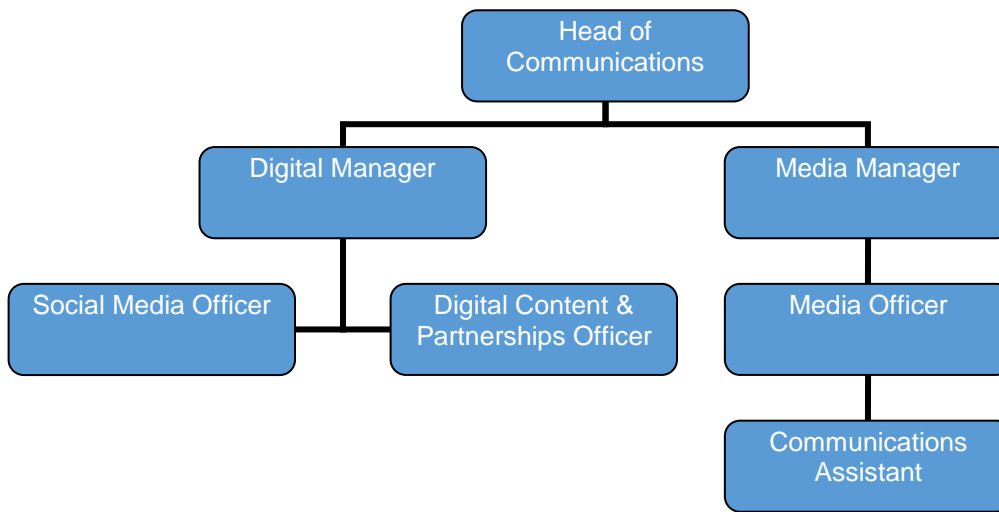 Head of
Communications
Digital Manager
Media Manager
Social Media Officer
Digital Content &
Partnerships Officer
Media Officer
Communications
Assistant